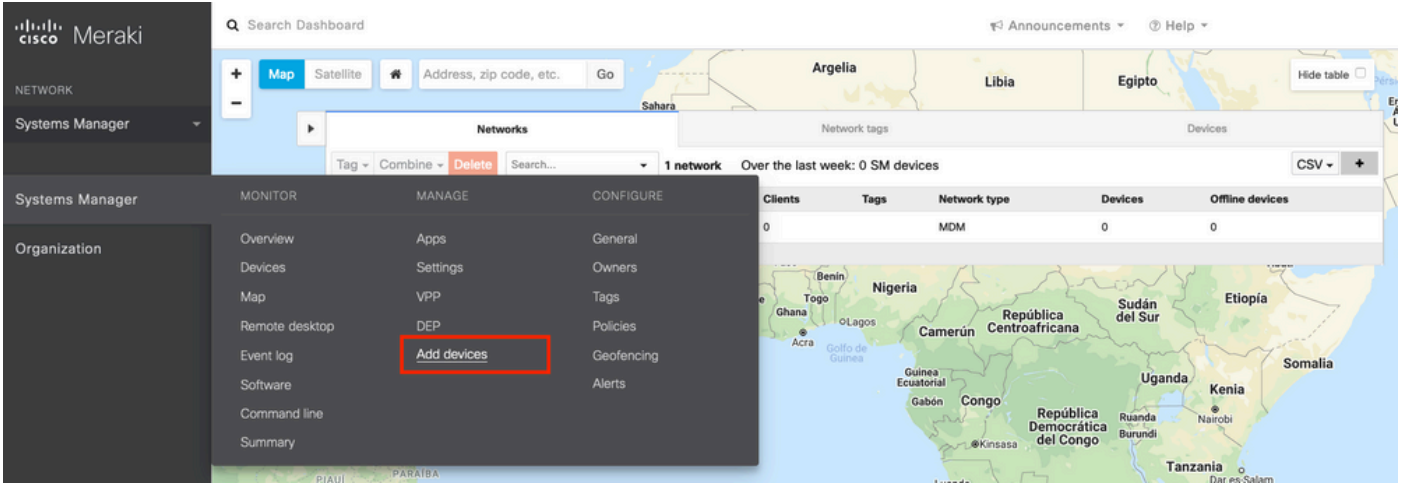 cisco Meraki
Search Dashboard
Announcements
Help
NETWORK
Systems Manager
Systems Manager
Organization
+
−
Map
Satellite
Address, zip code, etc.
Go
Hide table
Networks
Network tags
Devices
Tag
Combine
Delete
Search...
1 network
Over the last week: 0 SM devices
CSV
+
Clients
Tags
Network type
Devices
Offline devices
0
MDM
0
0
MONITOR
Overview
Devices
Map
Remote desktop
Event log
Software
Command line
Summary
MANAGE
Apps
Settings
VPP
DEP
Add devices
CONFIGURE
General
Owners
Tags
Policies
Geofencing
Alerts
Argelia
Libia
Egipto
Sahara
Benín
Togo
Ghana
Acra
Nigeria
Lagos
Golfo de
Guinea
Camerún
República
Centroafricana
Sudán
del Sur
Etiopía
Somalia
Guinea
Ecuatorial
Gabón
Congo
República
Democrática
del Congo
Kinsasa
Uganda
Ruanda
Burundi
Kenia
Nairobi
Tanzania
Dar es-Salam
PIAUÍ
PARAÍBA